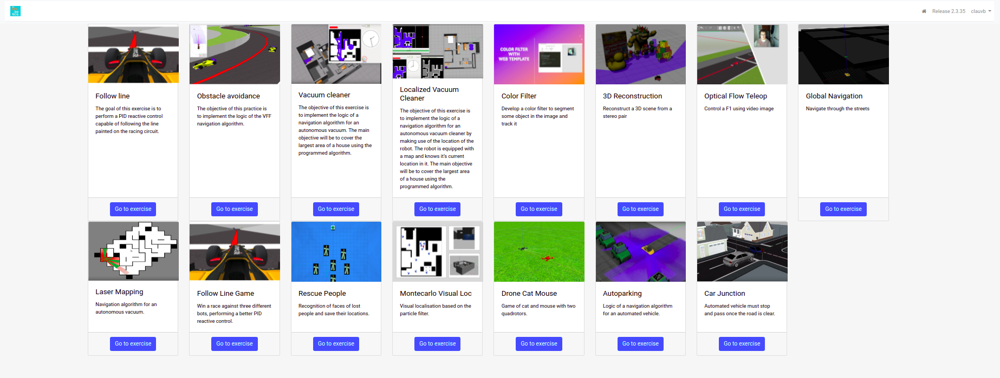 Release 2.3.35 clauvb
Follow line
The goal of this exercise is to
perform a PID reactive control
capable of following the line
painted on the racing circuit.
Go to exercise
Obstacle avoidance
The objective of this practice is
to implement the logic of the VFF
navigation algorithm.
Go to exercise
Vacuum cleaner
The objective of this exercise is
to implement the logic of a
navigation algorithm for an
autonomous vacuum. The main
objective will be to cover the
largest area of a house using the
programmed algorithm.
Go to exercise
Localized Vacuum
Cleaner
The objective of this exercise is
to implement the logic of a
navigation algorithm for an
autonomous vacuum cleaner by
making use of the location of the
robot. The robot is equipped with
a map and knows it's current
location in it. The main objective
will be to cover the largest area
of a house using the
programmed algorithm.
Go to exercise
COLOR FILTER
WITH
WEB TEMPLATE
Color Filter
Develop a color filter to segment
some object in the image and
track it
Go to exercise
3D Reconstruction
Reconstruct a 3D scene from a
stereo pair
Go to exercise
Optical Flow Teleop
Control a F1 using video image
Go to exercise
Global Navigation
Navigate through the streets
Go to exercise
Laser Mapping
Navigation algorithm for an
autonomous vacuum.
Go to exercise
Follow Line Game
Win a race against three different
bots, performing a better PID
reactive control.
Go to exercise
Rescue People
Recognition of faces of lost
people and save their locations.
Go to exercise
Montecarlo Visual Loc
Visual localisation based on the
particle filter.
Go to exercise
Drone Cat Mouse
Game of cat and mouse with two
quadrotors.
Go to exercise
Autoparking
Logic of a navigation algorithm
for an automated vehicle.
Go to exercise
Car Junction
Automated vehicle must stop
and pass once the road is clear.
Go to exercise